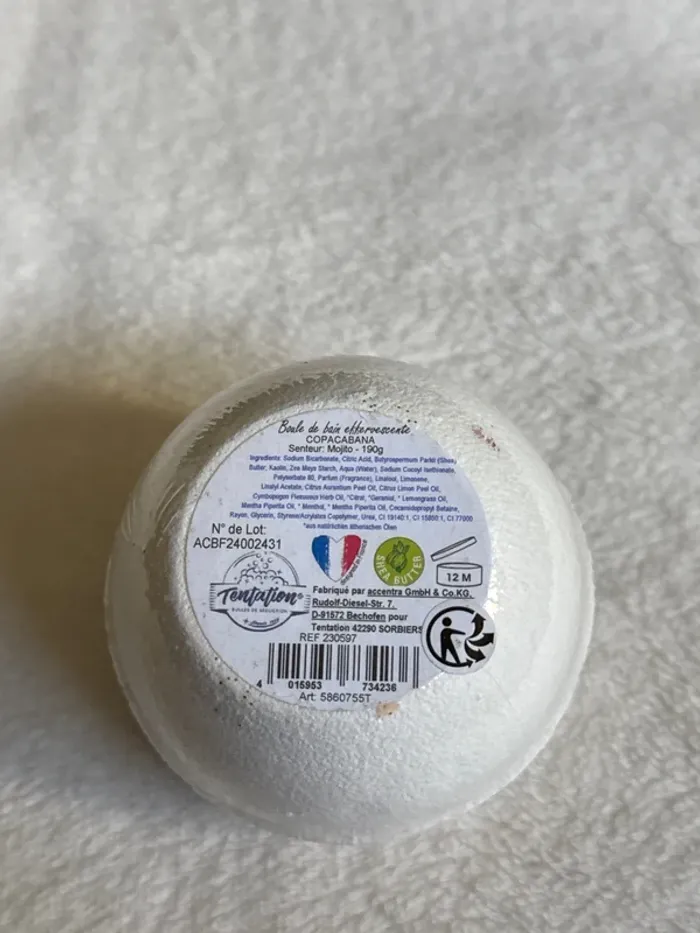 Boule de bain effervescente
COPACABANA
Senteur: Mojito - 190g
Ingredients: Sodium Bicarbonate, Citric Acid, Butyrospermum Parkii (Shea)
Butter, Kaolin, Zea Mays Starch, Aqua (Water), Sodium Cocoyl Isethionate,
Polysorbate 80, Parfum (Fragrance), Linalool, Limonene,
Linalyl Acetate, Citrus Aurantium Peel Oil, Citrus Limon Peel Oil,
Cymbopogon Flexuosus Herb Oil, *Citral, *Geraniol, * Lemongrass Oil,
Mentha Piperita Oil, * Menthol, * Mentha Piperita Oil, Cocamidopropyl Betaine,
Rayon, Glycerin, Styrene/Acrylates Copolymer, Urea, CI 19140:1, CI 15850:1, CI 77000
*aus natürlichen ätherischen Ölen
N° de Lot:
ACBF24002431
SHEA BUTTER
12 M
Tentation®
BULLES DE SÉDUCTION
Fabriqué par accentra GmbH & Co.KG.
Rudolf-Diesel-Str. 7,
D-91572 Bechofen pour
Tentation 42290 SORBIERS
REF 230597
4 015953 734236
Art: 5860755T